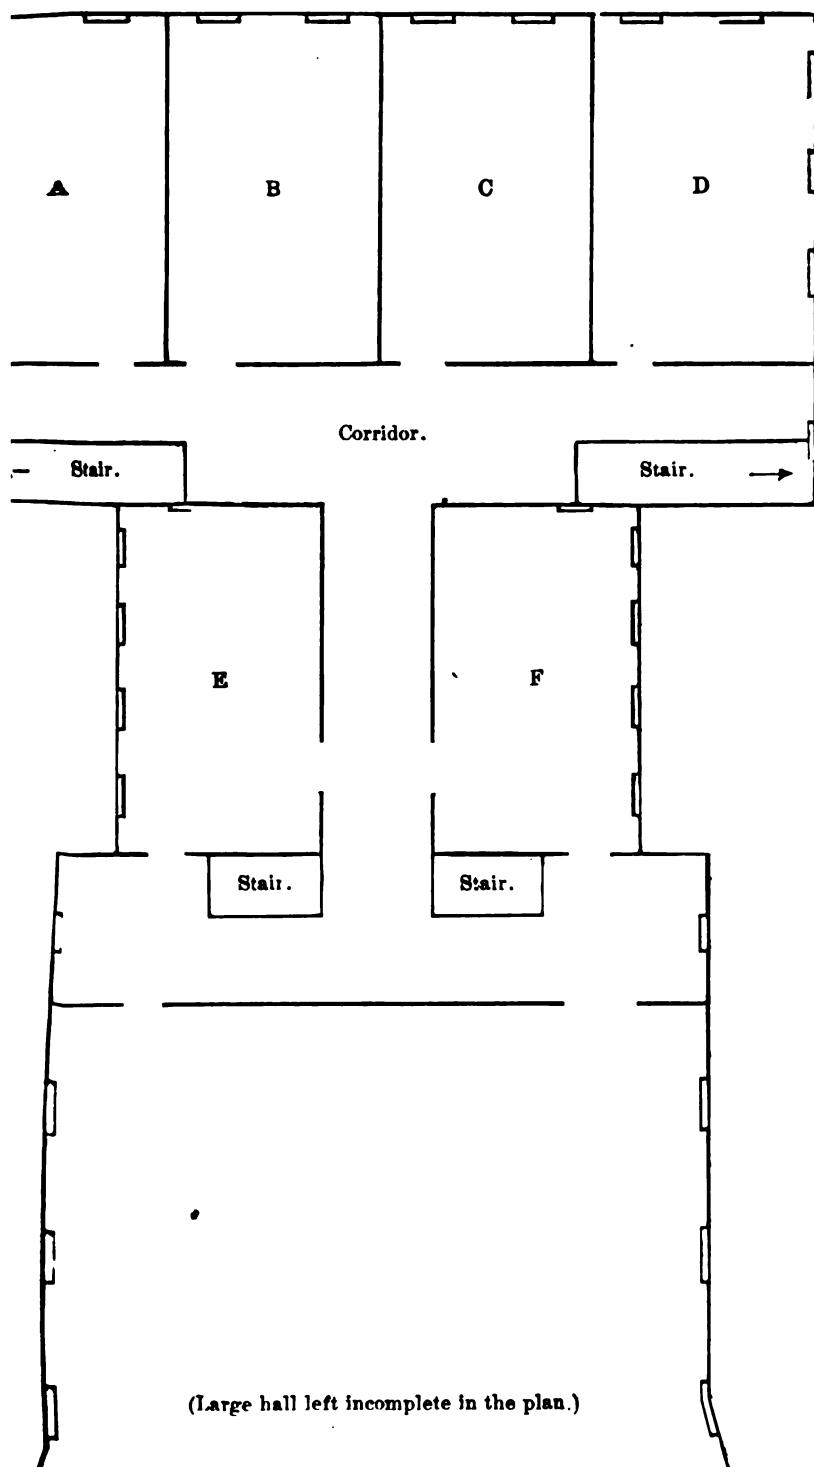 A
B
C
D
Corridor.
Stair.
Stair.
E
F
Stair.
Stair.
(Large hall left incomplete in the plan.)